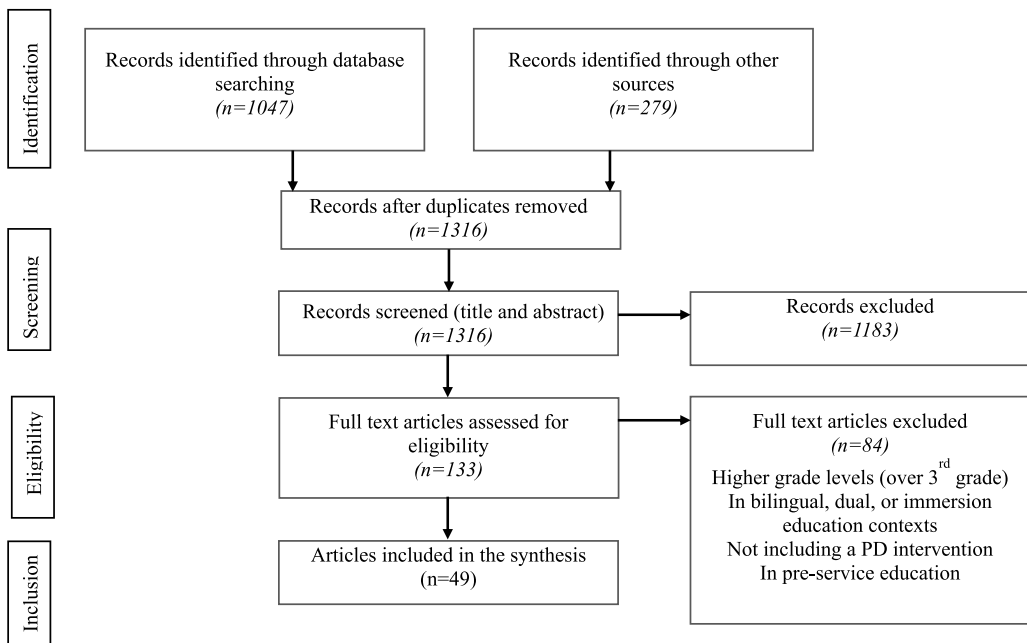 Identification
Records identified through database
searching
(n=1047)
Records identified through other
sources
(n=279)
Records after duplicates removed
(n=1316)
Screening
Records screened (title and abstract)
(n=1316)
Records excluded
(n=1183)
Eligibility
Full text articles assessed for
eligibility
(n=133)
Full text articles excluded
(n=84)
Higher grade levels (over 3rd grade)
In bilingual, dual, or immersion
education contexts
Not including a PD intervention
In pre-service education
Inclusion
Articles included in the synthesis
(n=49)